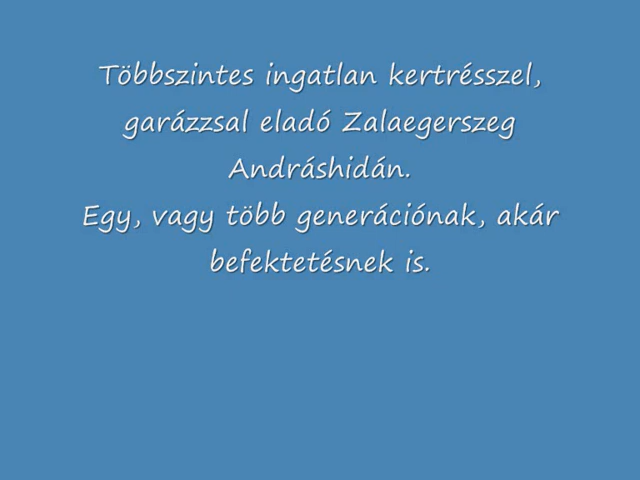 Többszintes ingatlan kertrésszel,
garázzsal eladó Zalaegerszeg
Andráshidán.
Egy, vagy több generációnak, akár
befektetésnek is.